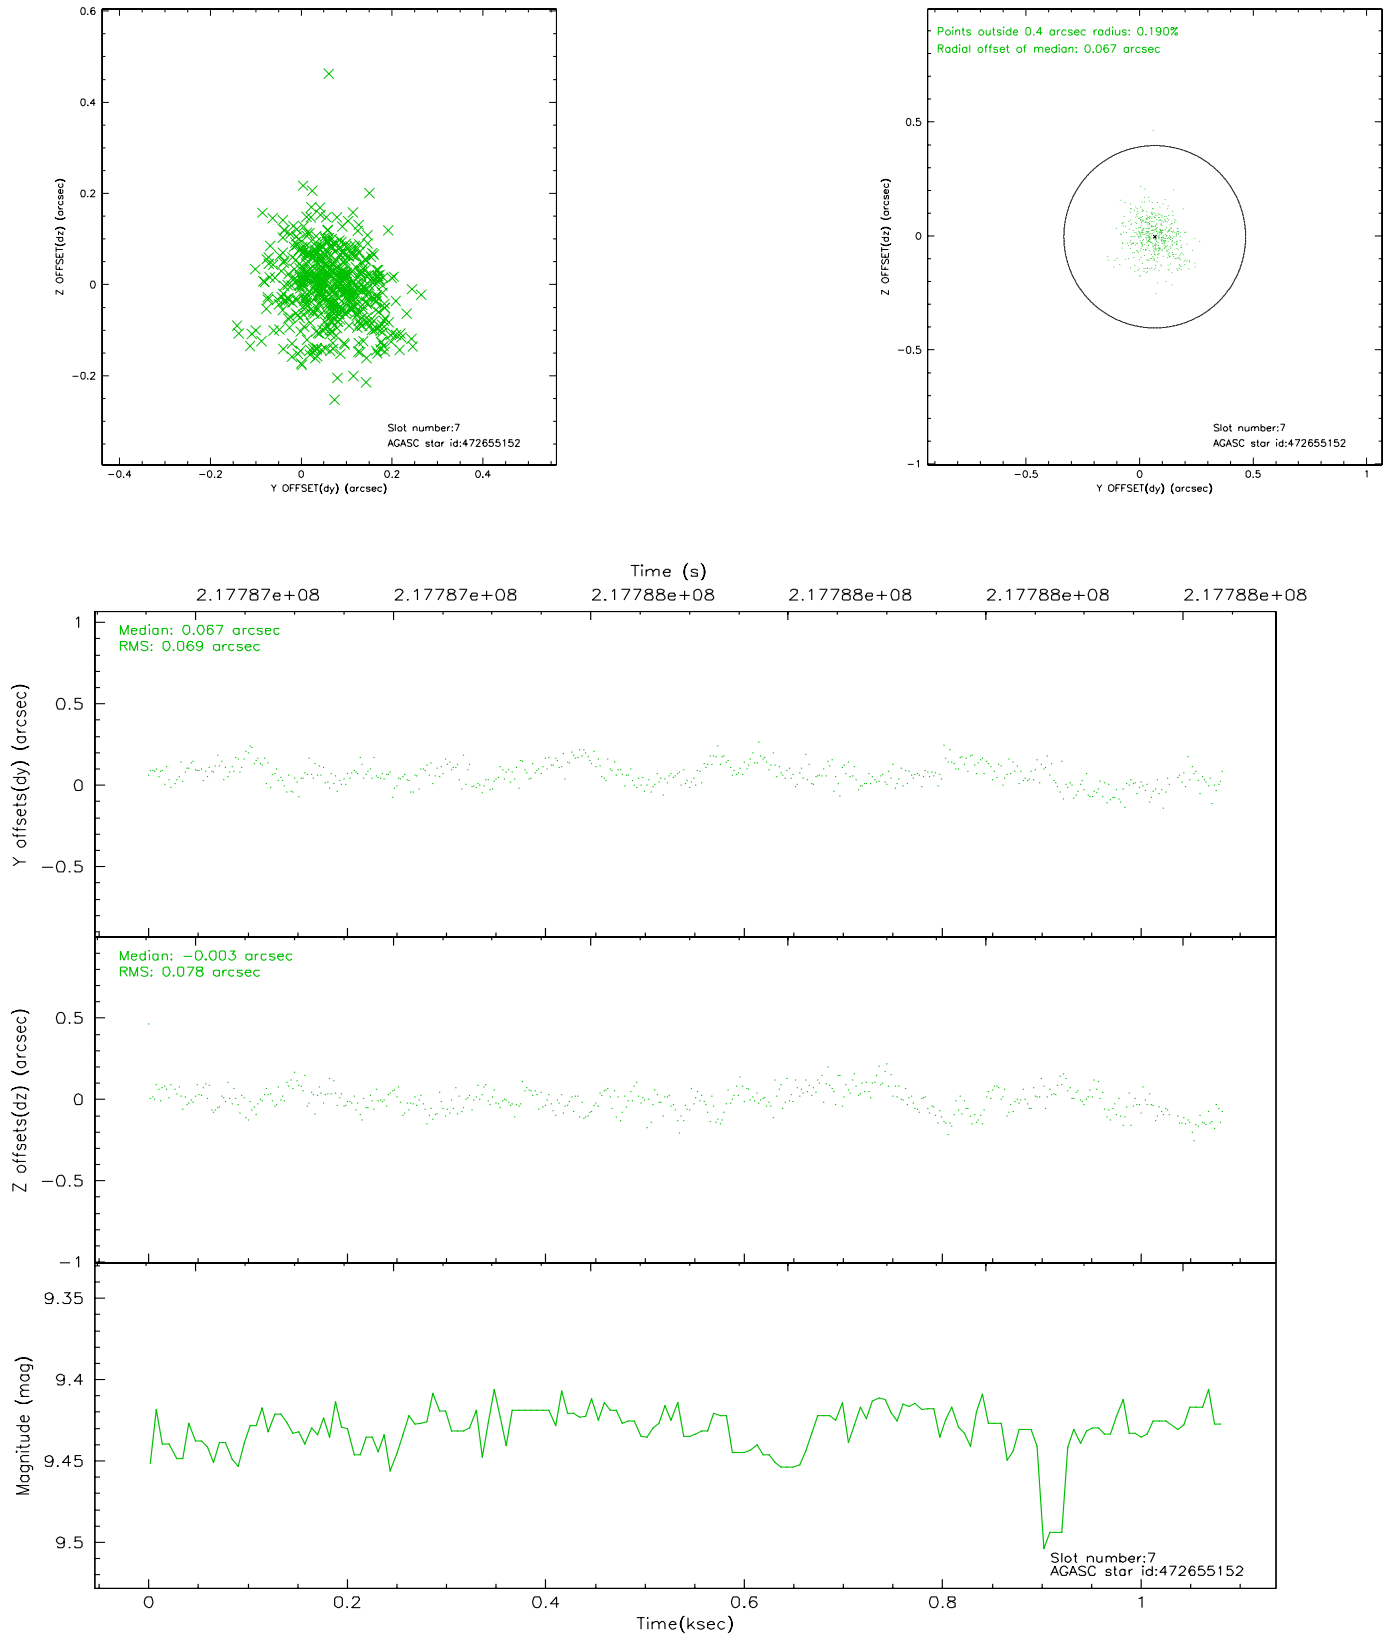 0.6
0.4
0.2
0
−0.2
Z OFFSET(dz) (arcsec)
−0.4
−0.2
0
0.2
0.4
Y OFFSET(dy) (arcsec)
Slot number:7
AGASC star id:472655152
Points outside 0.4 arcsec radius: 0.190%
Radial offset of median: 0.067 arcsec
0.5
0
−0.5
−1
Z OFFSET(dz) (arcsec)
−0.5
0
0.5
1
Y OFFSET(dy) (arcsec)
Slot number:7
AGASC star id:472655152
Time (s)
2.17787e+08 2.17787e+08 2.17788e+08 2.17788e+08 2.17788e+08 2.17788e+08
Median: 0.067 arcsec
RMS: 0.069 arcsec
1
0.5
0
−0.5
Y offsets(dy) (arcsec)
Median: −0.003 arcsec
RMS: 0.078 arcsec
0.5
0
−0.5
−1
Z offsets(dz) (arcsec)
9.35
9.4
9.45
9.5
Magnitude (mag)
Slot number:7
AGASC star id:472655152
0 0.2 0.4 0.6 0.8 1
Time(ksec)